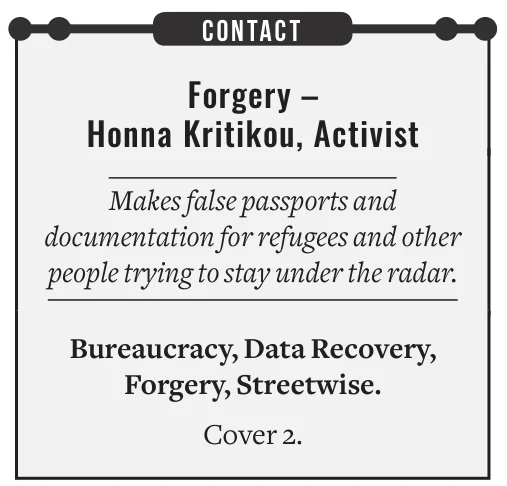 CONTACT
Forgery –
Honna Kritikou, Activist
Makes false passports and
documentation for refugees and other
people trying to stay under the radar.
Bureaucracy, Data Recovery,
Forgery, Streetwise.
Cover 2.